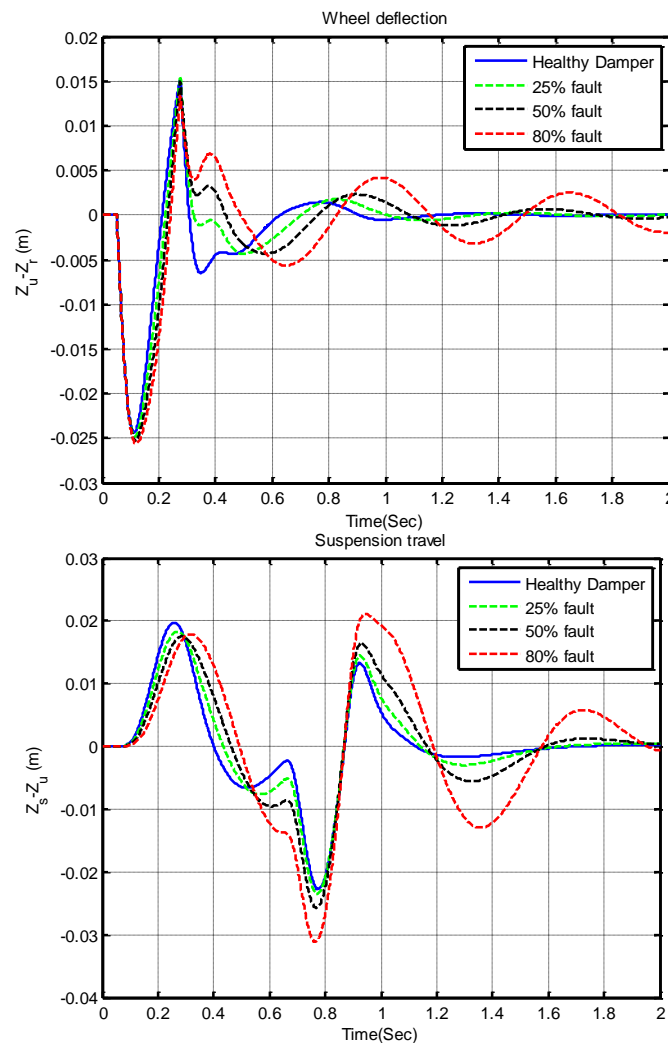 Wheel deflection
0.02
0.015
0.01
0.005
0
-0.005
-0.01
-0.015
-0.02
-0.025
-0.03
Z_u-Z_r (m)
Healthy Damper
25% fault
50% fault
80% fault
0 0.2 0.4 0.6 0.8 1 1.2 1.4 1.6 1.8 2
Time(Sec)
Suspension travel
0.03
0.02
0.01
0
-0.01
-0.02
-0.03
-0.04
Z_s-Z_u (m)
Healthy Damper
25% fault
50% fault
80% fault
0 0.2 0.4 0.6 0.8 1 1.2 1.4 1.6 1.8 2
Time(Sec)